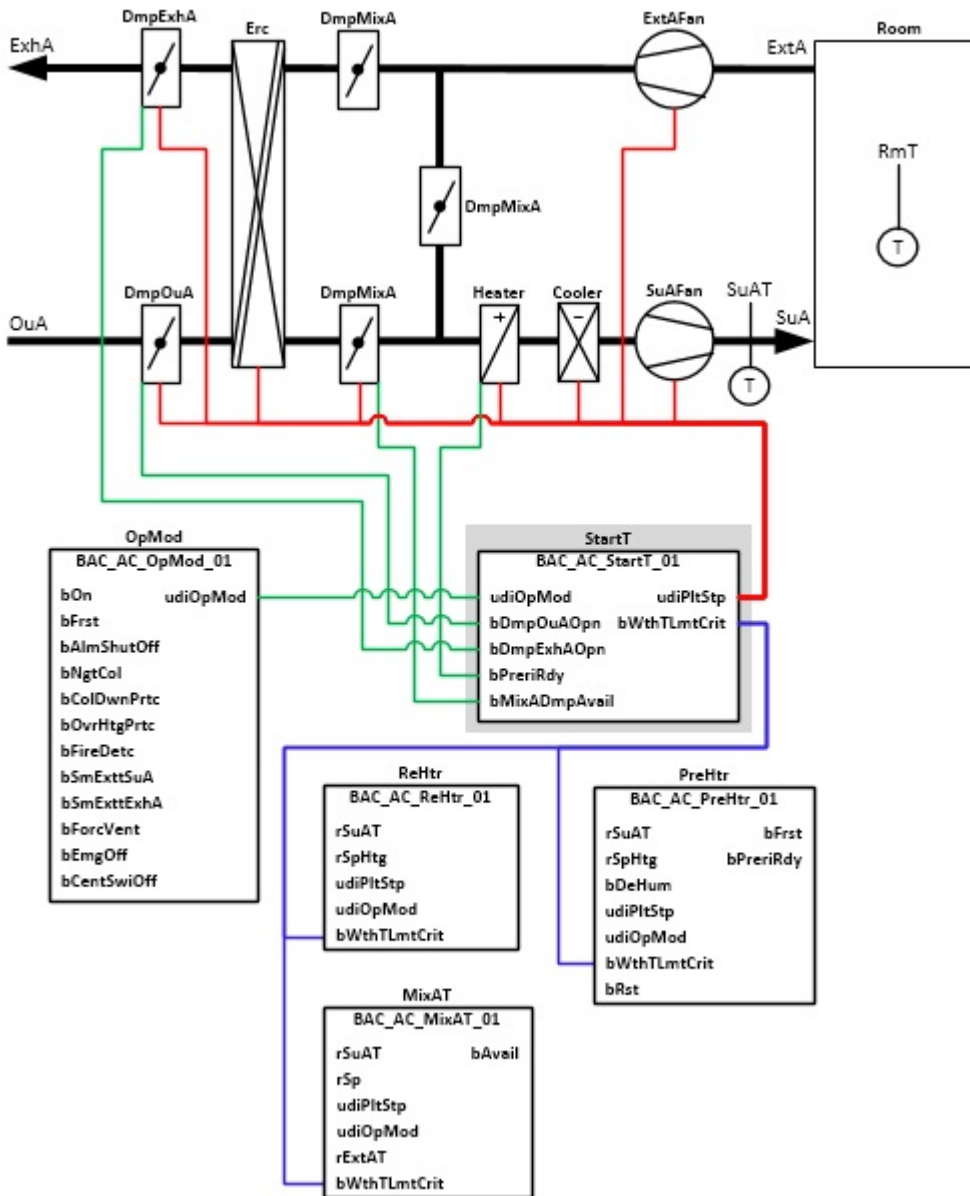 DmpExhA Erc DmpMixA ExtAFan
ExhA ExtA Room
RmT
DmpMixA
T
DmpOuA DmpMixA Heater Cooler SuAFan SuAT
OuA + - SuA
T
OpMod
BAC_AC_OpMod_01
bOn udiOpMod
bFrst
bAlmShutOff
bNgtCol
bColDwnPrtc
bOvrHtgPrtc
bFireDetc
bSmExttSuA
bSmExttExhA
bForcVent
bEmgOff
bCentSwiOff
StartT
BAC_AC_StartT_01
udiOpMod udiPltStp
bDmpOuAOpn bWthTLmtCrit
bDmpExhAOpn
bPreriRdy
bMixADmpAvail
ReHtr
BAC_AC_ReHtr_01
rSuAT
rSpHtg
udiPltStp
udiOpMod
bWthTLmtCrit
PreHtr
BAC_AC_PreHtr_01
rSuAT bFrst
rSpHtg bPreriRdy
bDeHum
udiPltStp
udiOpMod
bWthTLmtCrit
bRst
MixAT
BAC_AC_MixAT_01
rSuAT bAvail
rSp
udiPltStp
udiOpMod
rExtAT
bWthTLmtCrit